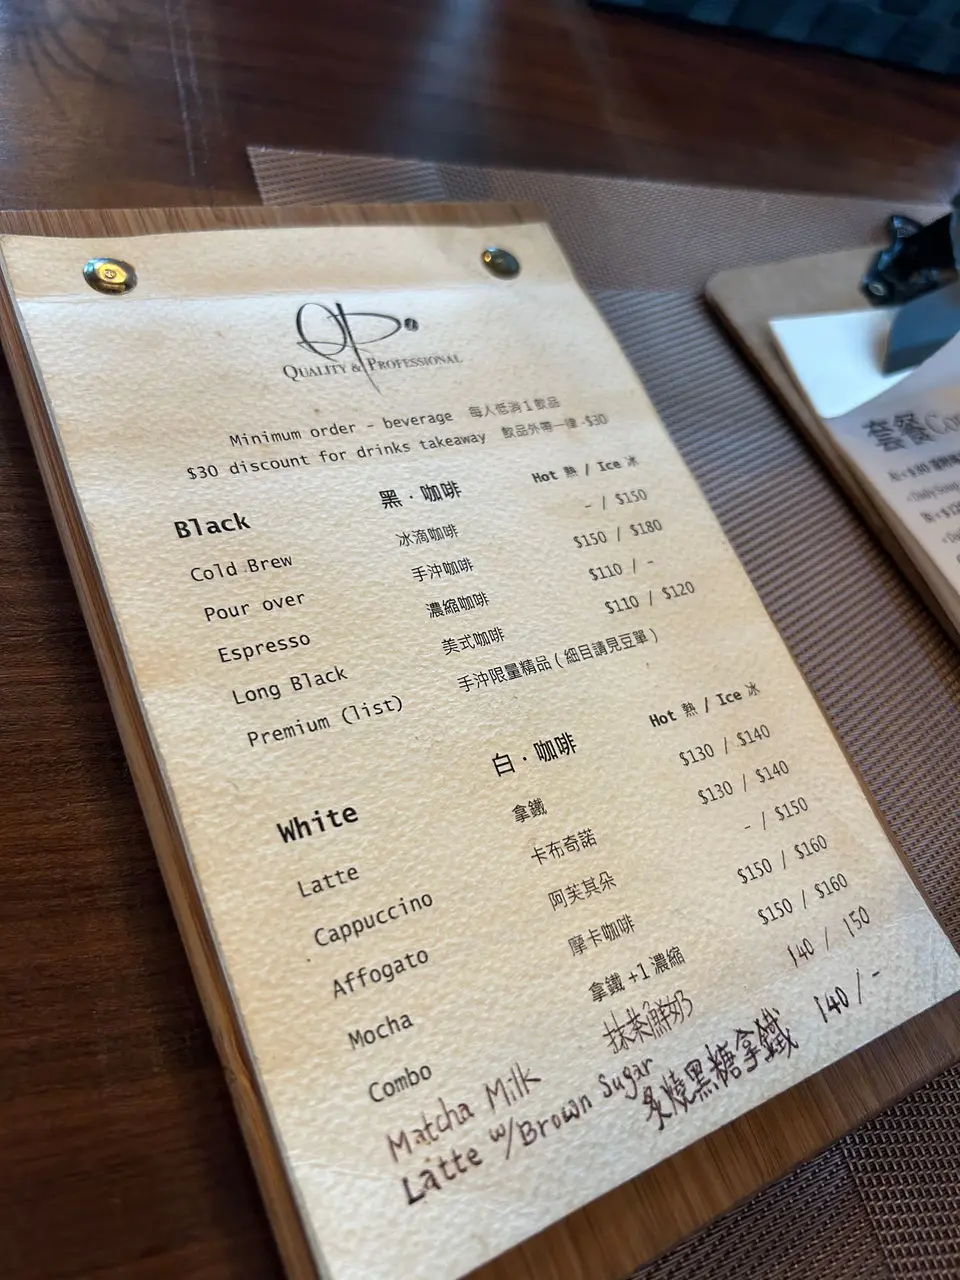 QP
QUALITY & PROFESSIONAL
Minimum order - beverage 每人低消1飲品
$30 discount for drinks takeaway 飲品外帶一律-$30
Black 黑·咖啡 Hot 熱 / Ice 冰
Cold Brew 冰滴咖啡 - / $150
Pour over 手沖咖啡 $150 / $180
Espresso 濃縮咖啡 $110 / -
Long Black 美式咖啡 $110 / $120
Premium (list) 手沖限量精品(細目請見豆單)
White 白·咖啡 Hot 熱 / Ice 冰
Latte 拿鐵 $130 / $140
Cappuccino 卡布奇諾 $130 / $140
Affogato 阿芙其朵 - / $150
Mocha 摩卡咖啡 $150 / $160
Combo 拿鐵+1濃縮 $150 / $160
Matcha Milk 抹茶鮮奶 140 / 150
Latte w/Brown Sugar 炙燒黑糖拿鐵 140 / -
套餐